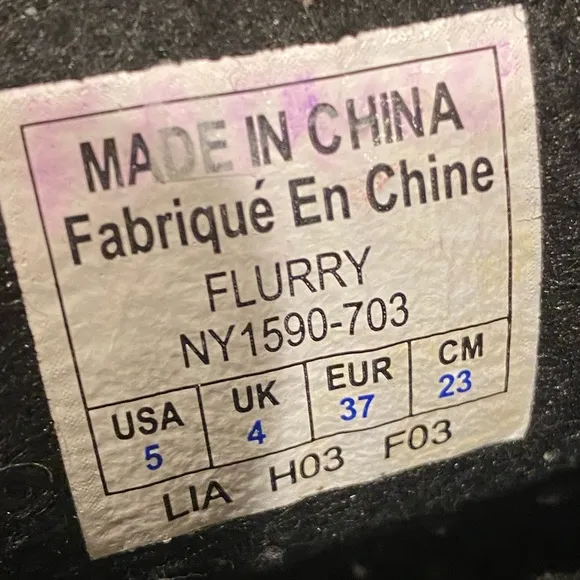 MADE IN CHINA
Fabriqué En Chine
FLURRY
NY1590-703
USA UK EUR CM
5 4 37 23
LIA H03 F03